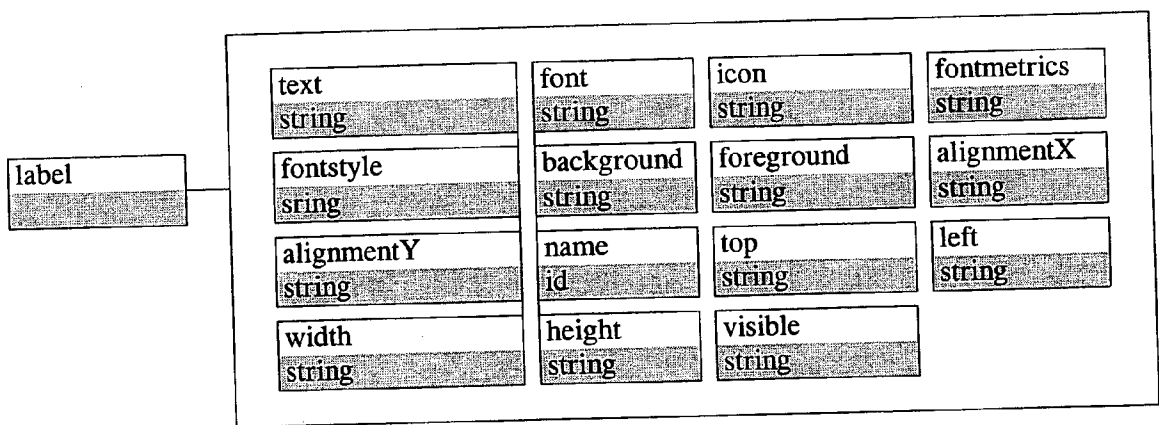 label
text
string
font
string
icon
string
fontmetrics
string
fontstyle
sring
background
string
foreground
string
alignmentX
string
alignmentY
string
name
id
top
string
left
string
width
string
height
string
visible
string